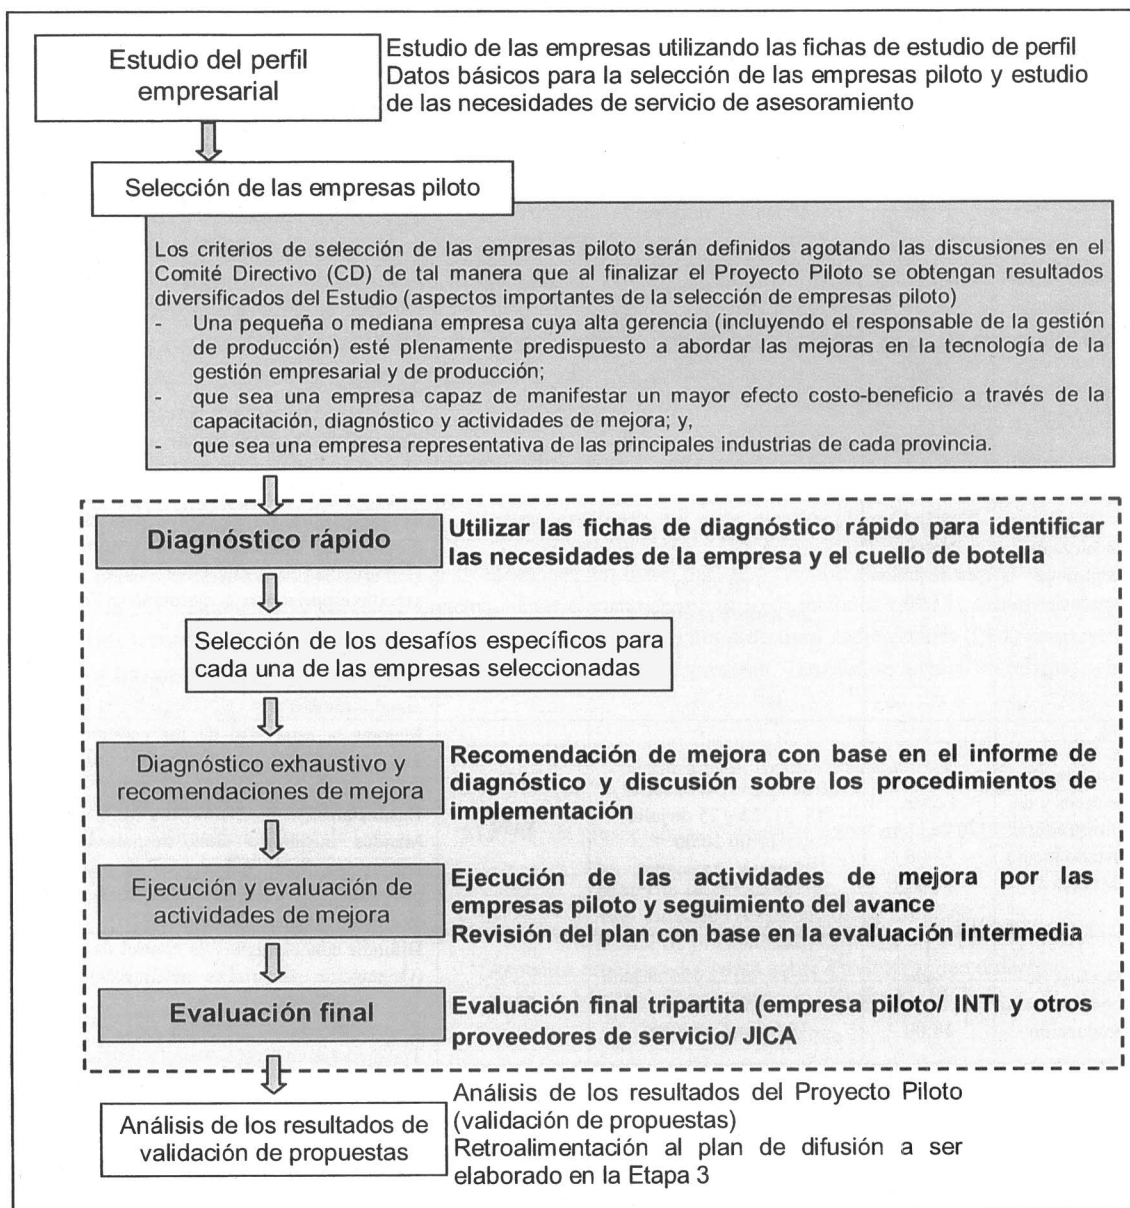 Estudio del perfil
empresarial
Estudio de las empresas utilizando las fichas de estudio de perfil
Datos básicos para la selección de las empresas piloto y estudio
de las necesidades de servicio de asesoramiento
Selección de las empresas piloto
Los criterios de selección de las empresas piloto serán definidos agotando las discusiones en el
Comité Directivo (CD) de tal manera que al finalizar el Proyecto Piloto se obtengan resultados
diversificados del Estudio (aspectos importantes de la selección de empresas piloto)
- Una pequeña o mediana empresa cuya alta gerencia (incluyendo el responsable de la gestión
de producción) esté plenamente predispuesto a abordar las mejoras en la tecnología de la
gestión empresarial y de producción;
- que sea una empresa capaz de manifestar un mayor efecto costo-beneficio a través de la
capacitación, diagnóstico y actividades de mejora; y,
- que sea una empresa representativa de las principales industrias de cada provincia.
Diagnóstico rápido
Utilizar las fichas de diagnóstico rápido para identificar
las necesidades de la empresa y el cuello de botella
Selección de los desafíos específicos para
cada una de las empresas seleccionadas
Diagnóstico exhaustivo y
recomendaciones de mejora
Recomendación de mejora con base en el informe de
diagnóstico y discusión sobre los procedimientos de
implementación
Ejecución y evaluación de
actividades de mejora
Ejecución de las actividades de mejora por las
empresas piloto y seguimiento del avance
Revisión del plan con base en la evaluación intermedia
Evaluación final
Evaluación final tripartita (empresa piloto/ INTI y otros
proveedores de servicio/ JICA
Análisis de los resultados de
validación de propuestas
Análisis de los resultados del Proyecto Piloto
(validación de propuestas)
Retroalimentación al plan de difusión a ser
elaborado en la Etapa 3